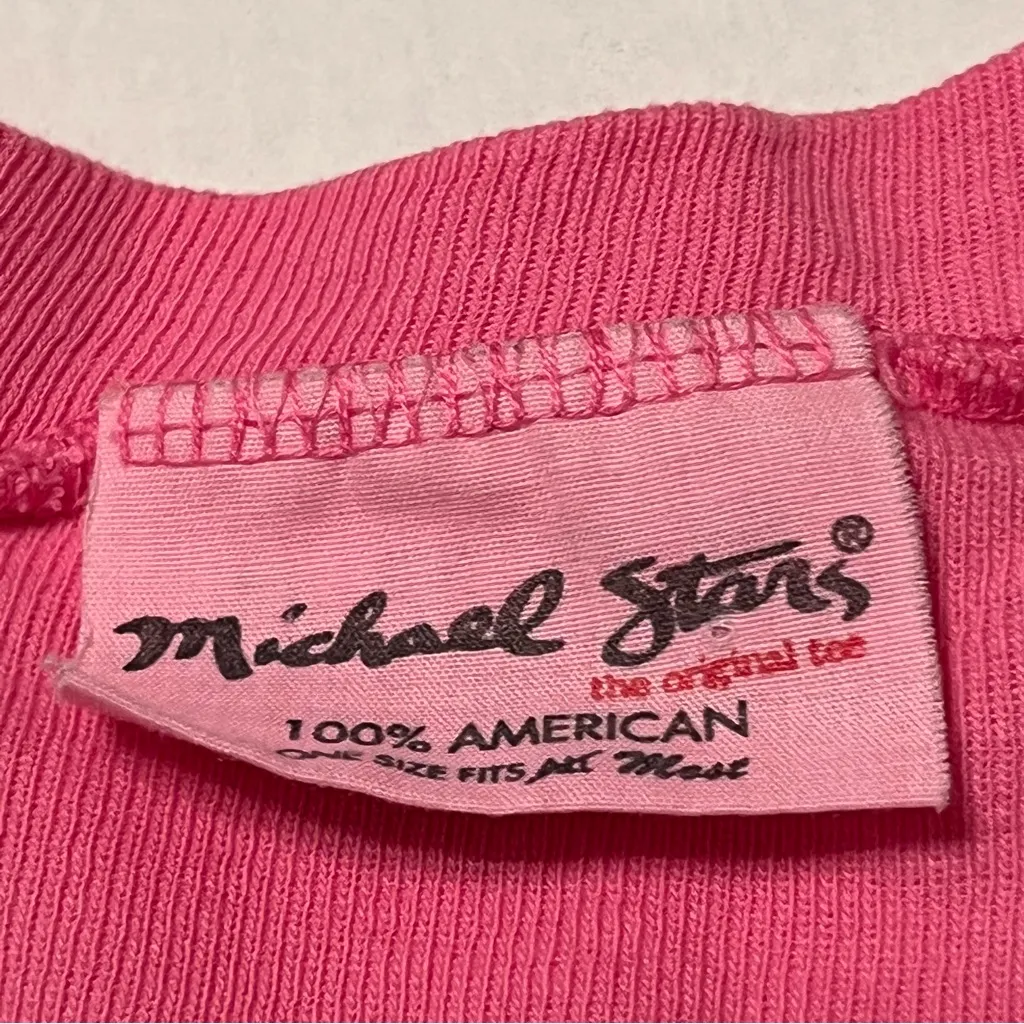 Michael Stars®
the original tee
100% AMERICAN
ONE SIZE FITS All Most